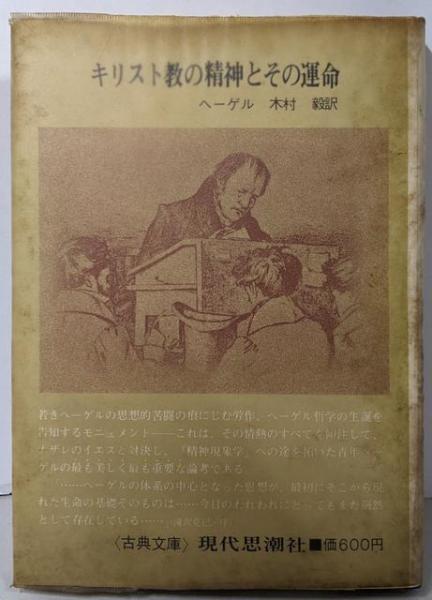 キリスト教の精神とその運命
ヘーゲル　木村　毅訳
若きヘーゲルの思想的苦闘の痕にじむ労作、ヘーゲル哲学の生誕を
告知するモニュメント――これは、その情熱のすべてを傾注して、
ナザレのイエスと対決し、「精神現象学」への途を拓いた青年ヘー
ゲルの最も美しく最も重要な論考である
……ヘーゲルの体系の中心となった思想が、最初にそこから現
れた生命の基礎そのものは……今日のわれわれにとってもまた厳然
として存在している……
〈古典文庫〉 現代思潮社■価600円